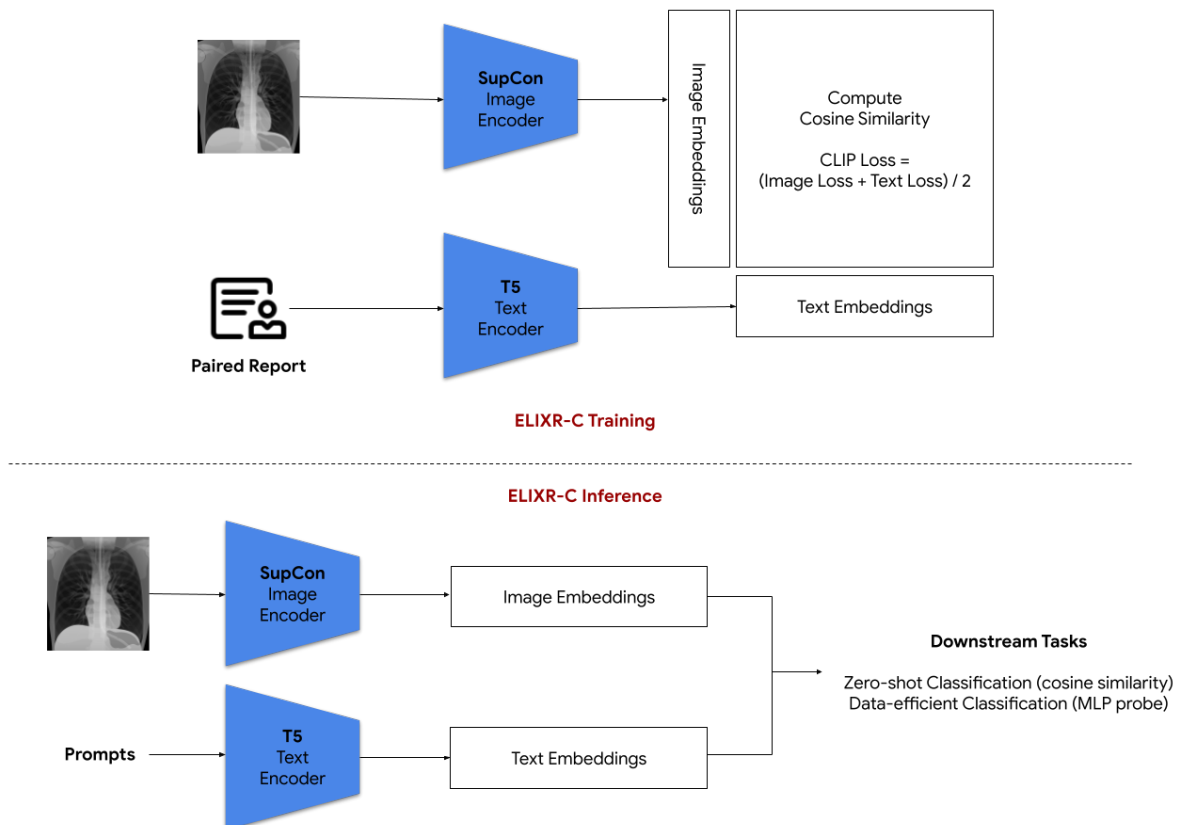 SupCon
Image
Encoder
Image Embeddings
Compute
Cosine Similarity
CLIP Loss =
(Image Loss + Text Loss) / 2
T5
Text
Encoder
Text Embeddings
Paired Report
ELIXR-C Training
ELIXR-C Inference
SupCon
Image
Encoder
Image Embeddings
Downstream Tasks
Zero-shot Classification (cosine similarity)
Data-efficient Classification (MLP probe)
Prompts
T5
Text
Encoder
Text Embeddings